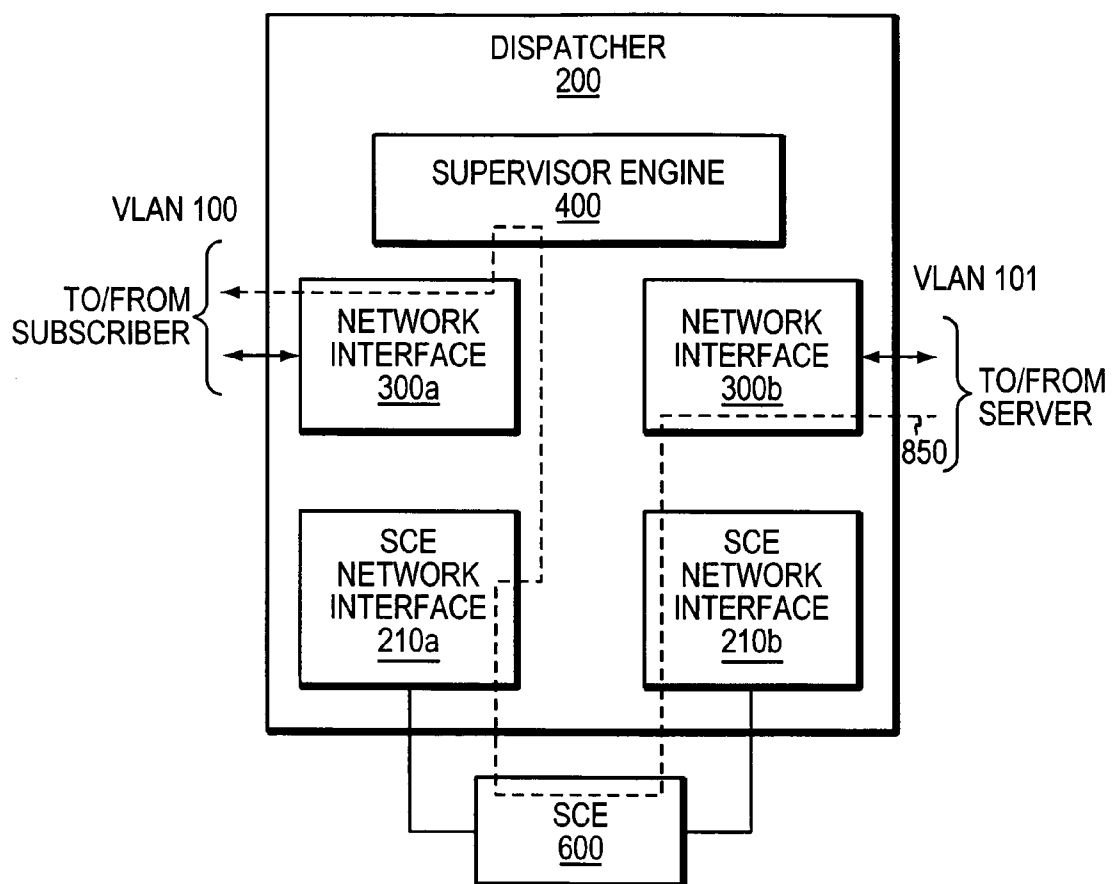 DISPATCHER
200
SUPERVISOR ENGINE
400
VLAN 100
TO/FROM
SUBSCRIBER
NETWORK
INTERFACE
300a
NETWORK
INTERFACE
300b
VLAN 101
TO/FROM
SERVER
850
SCE
NETWORK
INTERFACE
210a
SCE
NETWORK
INTERFACE
210b
SCE
600